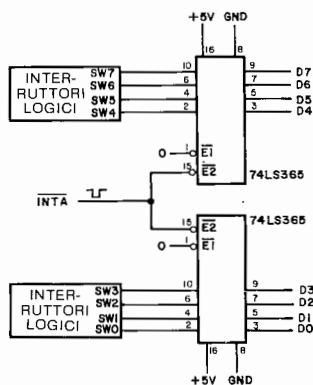 +5V GND
16 8
INTER-
RUTTORI
LOGICI
SW7 10 9 D7
SW6 6 7 D6
SW5 4 5 D5
SW4 2 3 D4
0 1 E1
15 E2
74LS365
INTA
74LS365
15 E2
0 1 E1
INTER-
RUTTORI
LOGICI
SW3 10 9 D3
SW2 6 7 D2
SW1 4 5 D1
SW0 2 3 D0
16 8
+5V GND